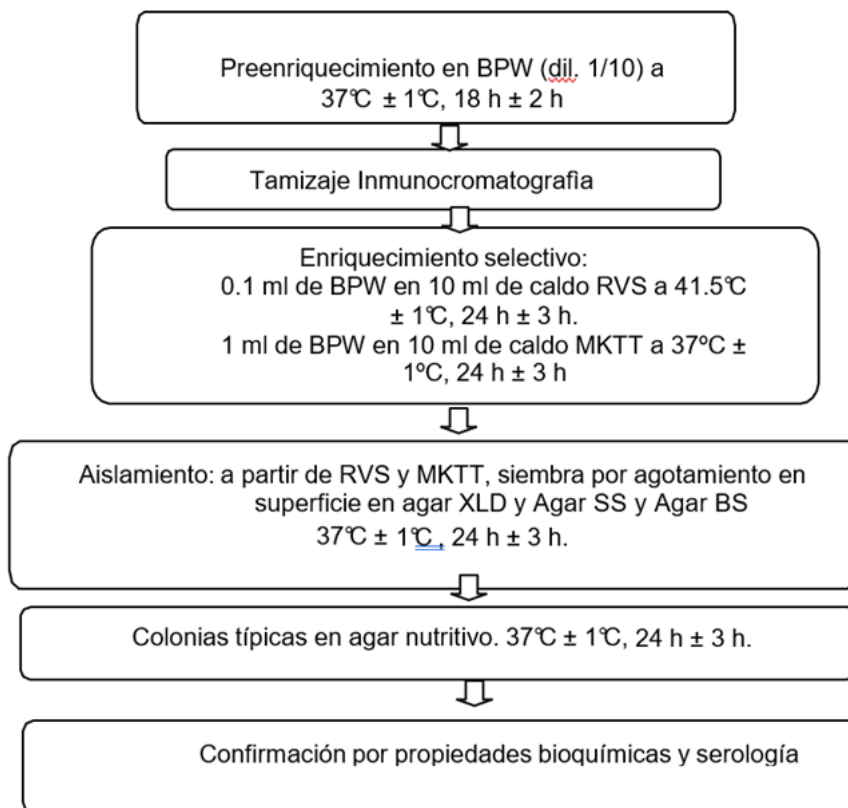 Preenriquecimiento en BPW (dil. 1/10) a
37℃ ± 1℃, 18 h ± 2 h
Tamizaje Inmunocromatografìa
Enriquecimiento selectivo:
0.1 ml de BPW en 10 ml de caldo RVS a 41.5℃
± 1℃, 24 h ± 3 h.
1 ml de BPW en 10 ml de caldo MKTT a 37ºC ±
1ºC, 24 h ± 3 h
Aislamiento: a partir de RVS y MKTT, siembra por agotamiento en
superficie en agar XLD y Agar SS y Agar BS
37℃ ± 1℃ , 24 h ± 3 h.
Colonias típicas en agar nutritivo. 37℃ ± 1℃, 24 h ± 3 h.
Confirmación por propiedades bioquímicas y serología